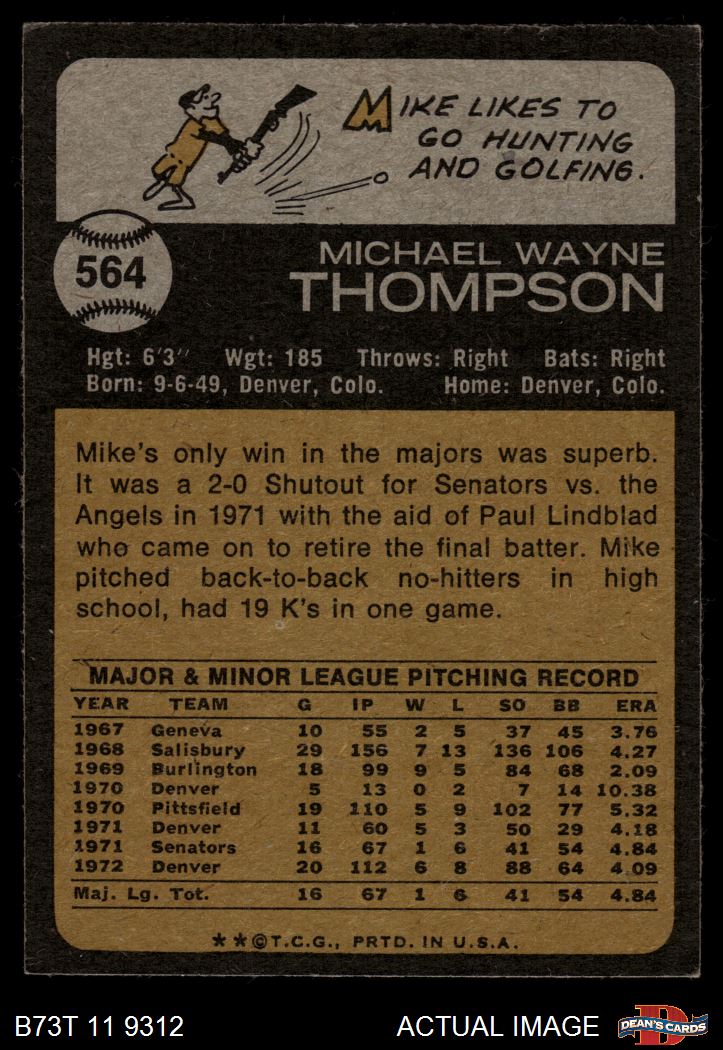 MIKE LIKES TO
GO HUNTING
AND GOLFING.
564
MICHAEL WAYNE
THOMPSON
Hgt: 6'3" Wgt: 185 Throws: Right Bats: Right
Born: 9-6-49, Denver, Colo. Home: Denver, Colo.
Mike's only win in the majors was superb.
It was a 2-0 Shutout for Senators vs. the
Angels in 1971 with the aid of Paul Lindblad
who came on to retire the final batter. Mike
pitched back-to-back no-hitters in high
school, had 19 K's in one game.
MAJOR & MINOR LEAGUE PITCHING RECORD
YEAR TEAM G IP W L SO BB ERA
1967 Geneva 10 55 2 5 37 45 3.76
1968 Salisbury 29 156 7 13 136 106 4.27
1969 Burlington 18 99 9 5 84 68 2.09
1970 Denver 5 13 0 2 7 14 10.38
1970 Pittsfield 19 110 5 9 102 77 5.32
1971 Denver 11 60 5 3 50 29 4.18
1971 Senators 16 67 1 6 41 54 4.84
1972 Denver 20 112 6 8 88 64 4.09
Maj. Lg. Tot. 16 67 1 6 41 54 4.84
★★©T.C.G., PRTD. IN U.S.A.
B73T 11 9312
ACTUAL IMAGE
D
DEAN'S CARDS